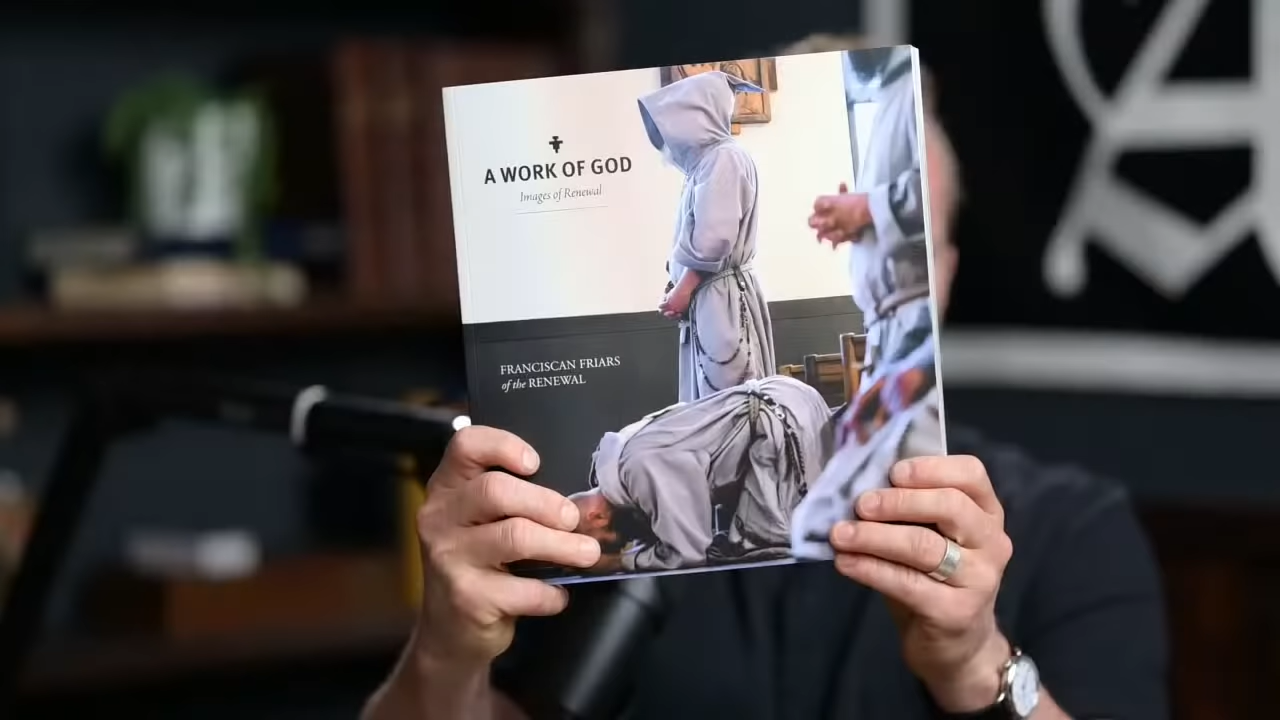 A WORK OF GOD
Images of Renewal
FRANCISCAN FRIARS
of the RENEWAL